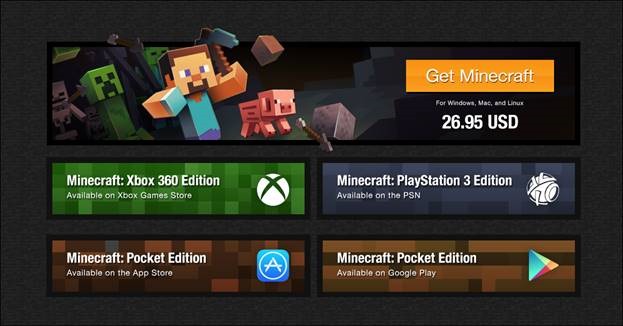 Get Minecraft
For Windows, Mac, and Linux
26.95 USD
Minecraft: Xbox 360 Edition
Available on Xbox Games Store
Minecraft: PlayStation 3 Edition
Available on the PSN
Minecraft: Pocket Edition
Available on the App Store
Minecraft: Pocket Edition
Available on Google Play